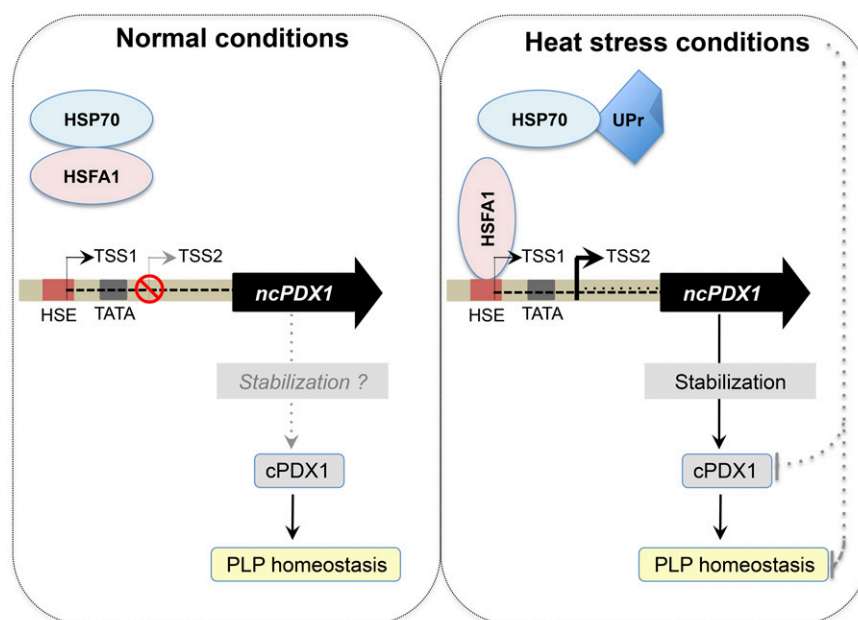 Normal conditions
HSP70
HSFA1
TSS1
TSS2
ncPDX1
HSE
TATA
Stabilization ?
cPDX1
PLP homeostasis
Heat stress conditions
HSP70
UPr
HSFA1
TSS1
TSS2
ncPDX1
HSE
TATA
Stabilization
cPDX1
PLP homeostasis